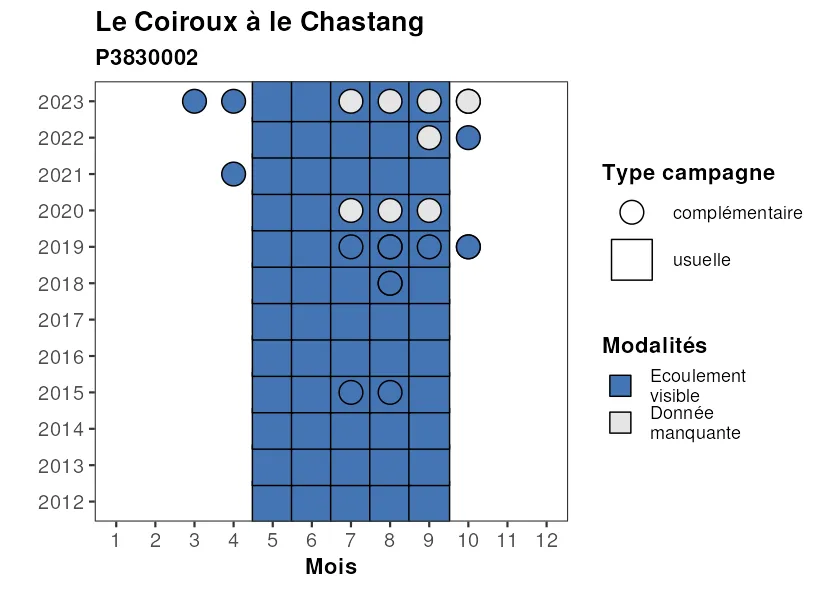 Le Coiroux à le Chastang
P3830002
2023
2022
2021
2020
2019
2018
2017
2016
2015
2014
2013
2012
1 2 3 4 5 6 7 8 9 10 11 12
Mois
Type campagne
complémentaire
usuelle
Modalités
Ecoulement
visible
Donnée
manquante